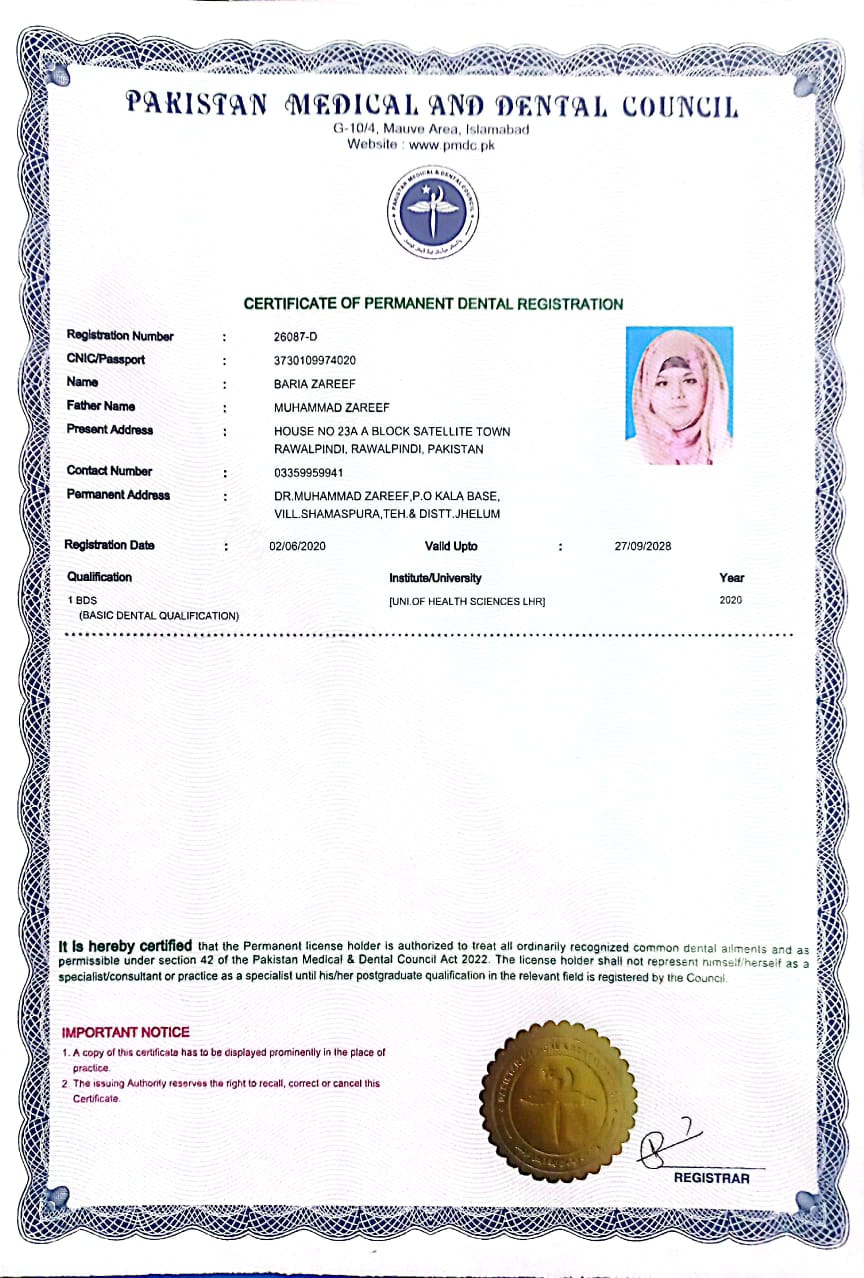 PAKISTAN MEDICAL AND DENTAL COUNCIL
G-10/4, Mauve Area, Islamabad
Website : www.pmdc.pk
PAKISTAN MEDICAL & DENTAL COUNCIL
CERTIFICATE OF PERMANENT DENTAL REGISTRATION
Registration Number : 26087-D
CNIC/Passport : 3730109974020
Name : BARIA ZAREEF
Father Name : MUHAMMAD ZAREEF
Present Address : HOUSE NO 23A A BLOCK SATELLITE TOWN
RAWALPINDI, RAWALPINDI, PAKISTAN
Contact Number : 03359959941
Permanent Address : DR.MUHAMMAD ZAREEF,P.O KALA BASE,
VILL.SHAMASPURA,TEH.& DISTT.JHELUM
Registration Date : 02/06/2020 Valid Upto : 27/09/2028
Qualification Institute/University Year
1 BDS [UNI.OF HEALTH SCIENCES LHR] 2020
(BASIC DENTAL QUALIFICATION)
It is hereby certified that the Permanent license holder is authorized to treat all ordinarily recognized common dental ailments and as
permissible under section 42 of the Pakistan Medical & Dental Council Act 2022. The license holder shall not represent himself/herself as a
specialist/consultant or practice as a specialist until his/her postgraduate qualification in the relevant field is registered by the Council.
IMPORTANT NOTICE
1. A copy of this certificate has to be displayed prominently in the place of
practice.
2. The issuing Authority reserves the right to recall, correct or cancel this
Certificate.
REGISTRAR